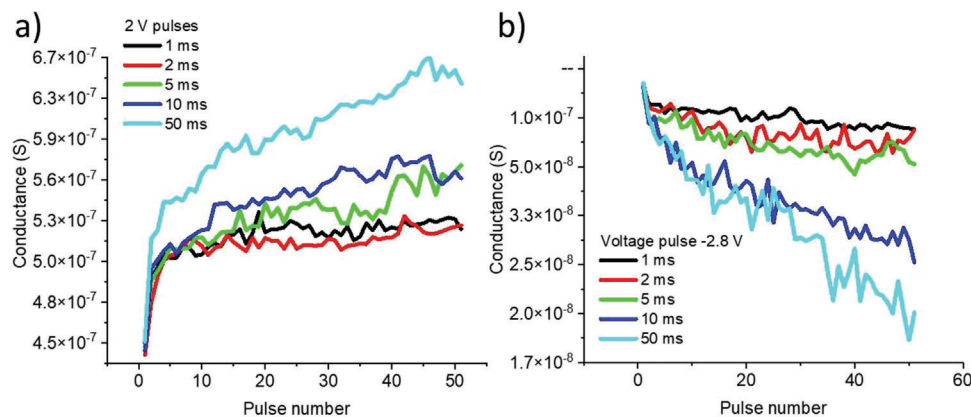 a)
2 V pulses
1 ms
2 ms
5 ms
10 ms
50 ms
6.7×10⁻⁷
6.3×10⁻⁷
5.9×10⁻⁷
5.6×10⁻⁷
5.3×10⁻⁷
5.0×10⁻⁷
4.8×10⁻⁷
4.5×10⁻⁷
Conductance (S)
0 10 20 30 40 50
Pulse number
b)
--
1.0×10⁻⁷
5.0×10⁻⁸
3.3×10⁻⁸
2.5×10⁻⁸
2.0×10⁻⁸
1.7×10⁻⁸
Conductance (S)
Voltage pulse -2.8 V
1 ms
2 ms
5 ms
10 ms
50 ms
0 20 40 60
Pulse number